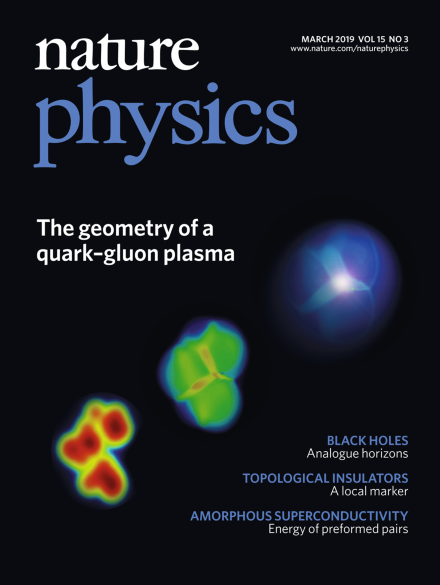 nature
physics
MARCH 2019 VOL 15 NO 3
www.nature.com/naturephysics
The geometry of a
quark–gluon plasma
BLACK HOLES
Analogue horizons
TOPOLOGICAL INSULATORS
A local marker
AMORPHOUS SUPERCONDUCTIVITY
Energy of preformed pairs